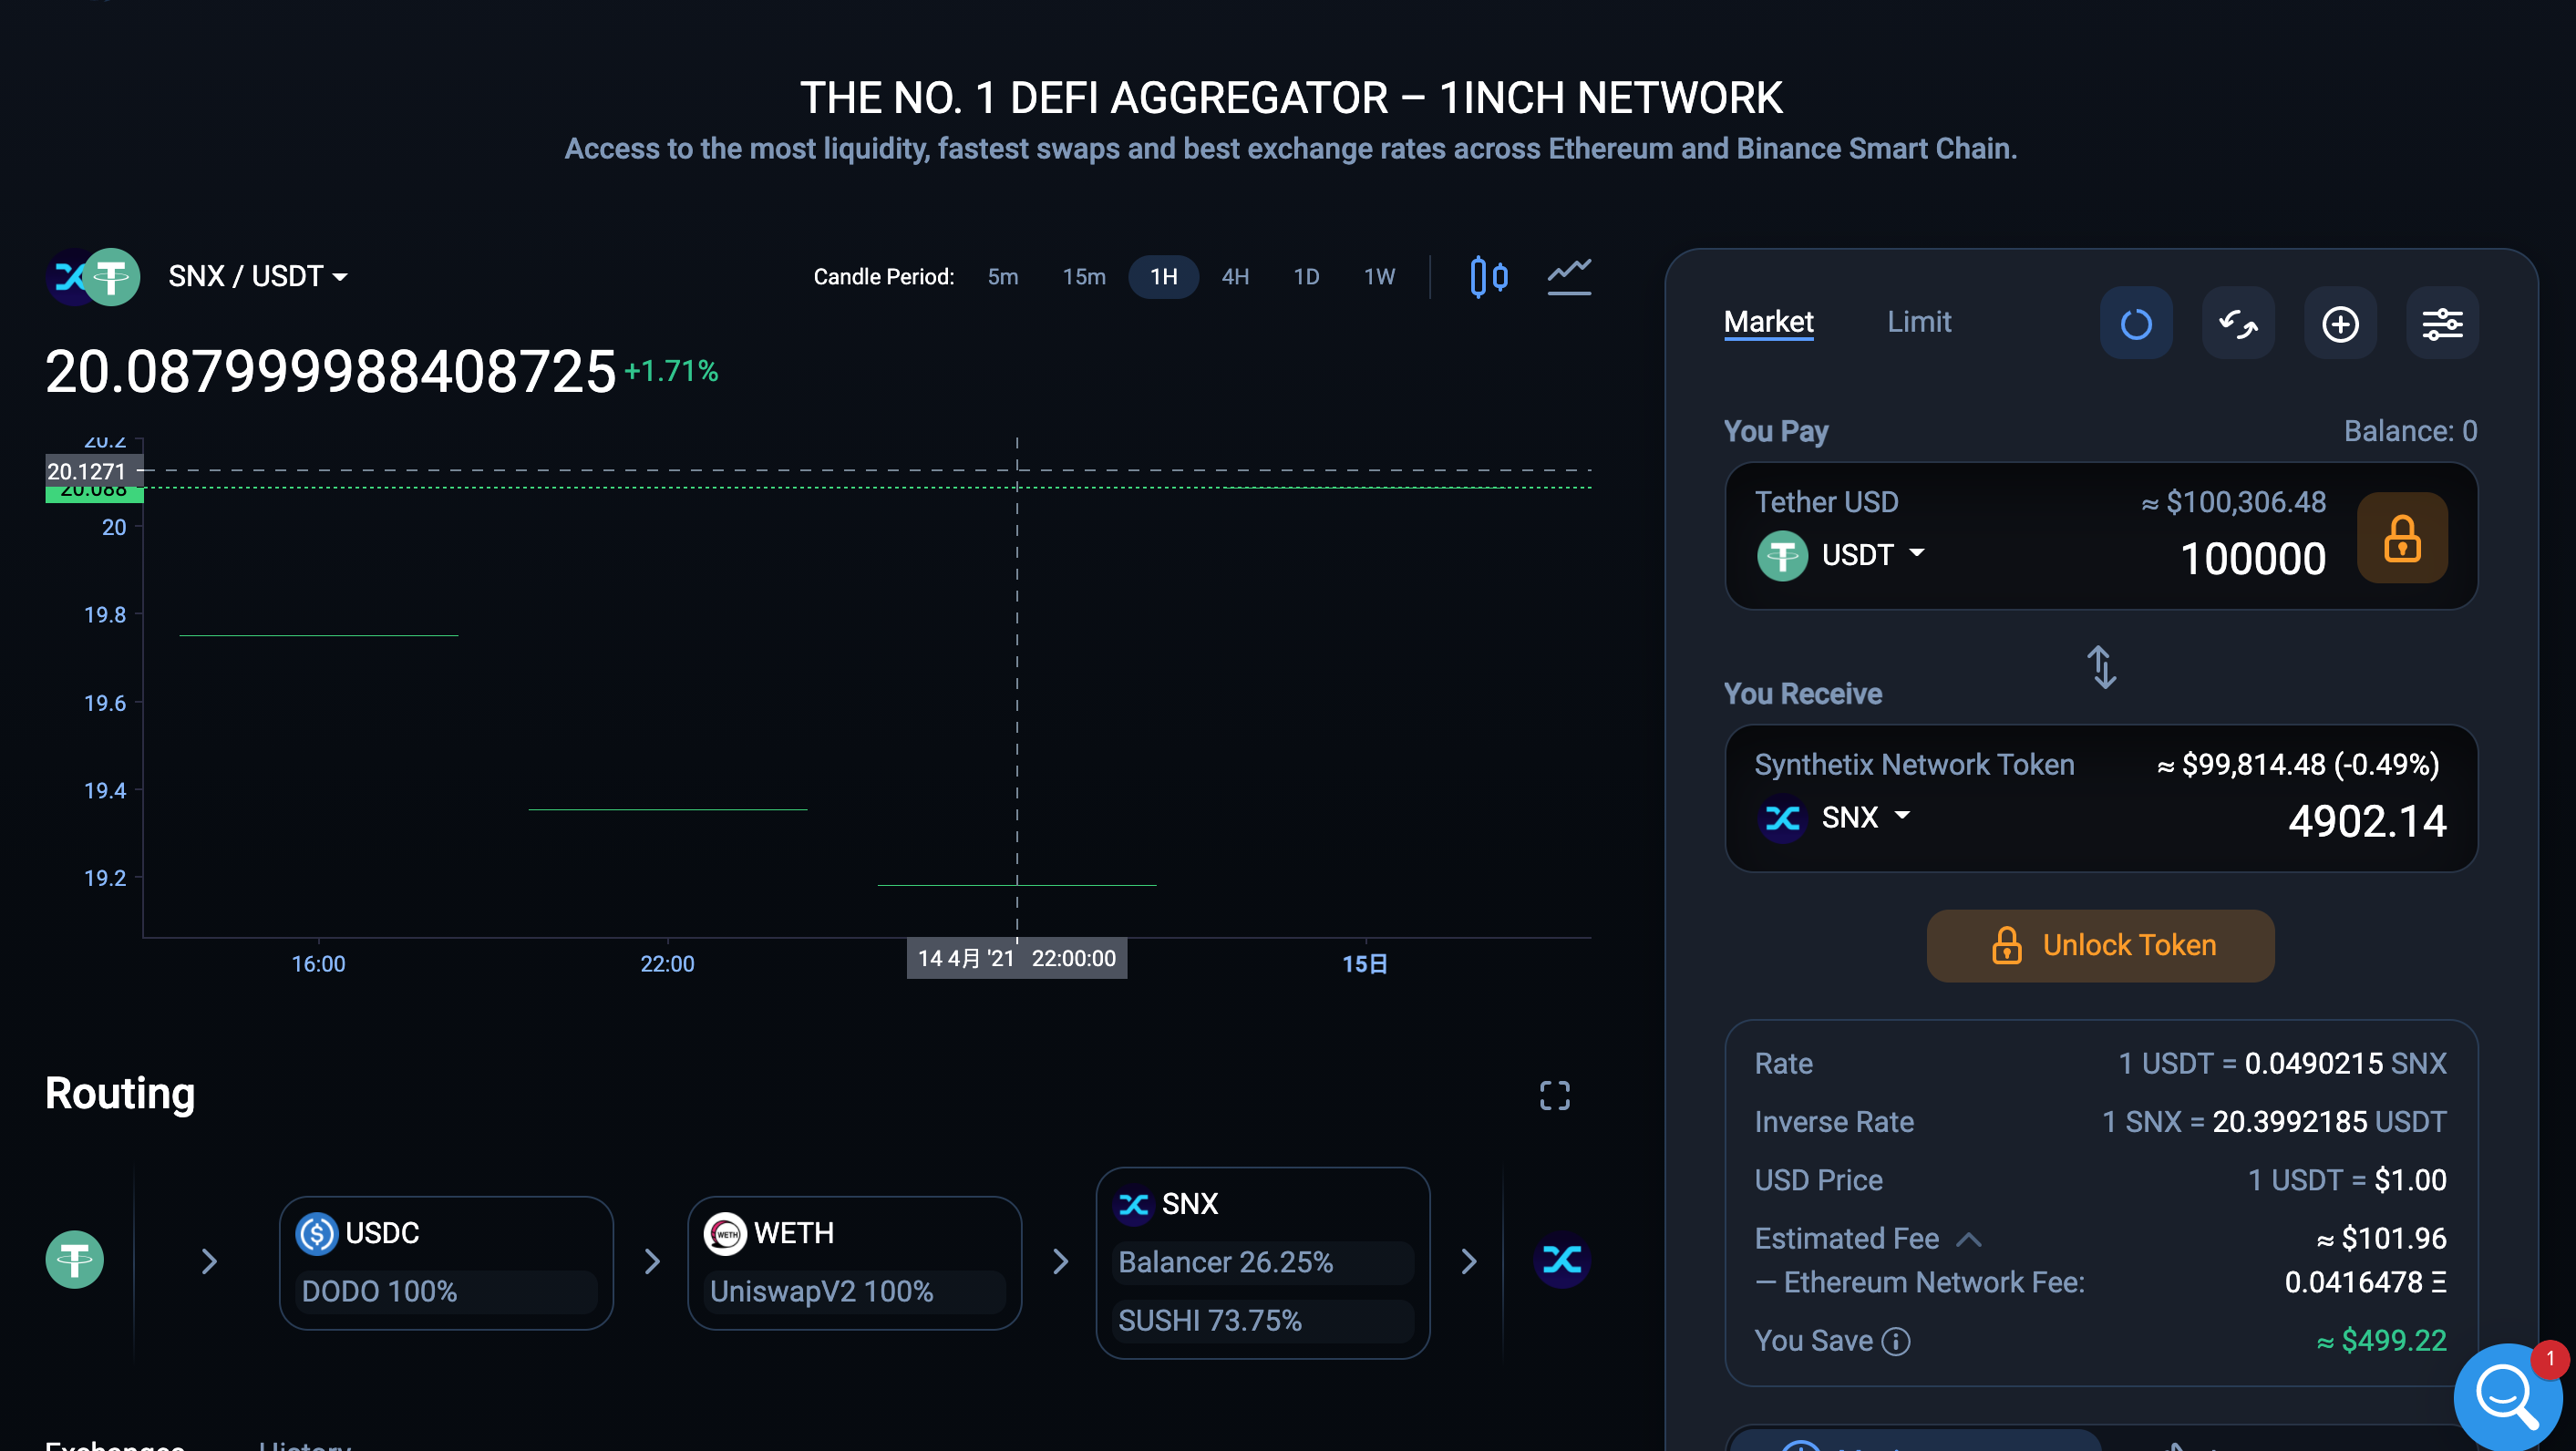 THE NO. 1 DEFI AGGREGATOR – 1INCH NETWORK
Access to the most liquidity, fastest swaps and best exchange rates across Ethereum and Binance Smart Chain.
SNX / USDT
Candle Period: 5m 15m 1H 4H 1D 1W
20.087999988408725 +1.71%
20.2
20.1271
20.088
20
19.8
19.6
19.4
19.2
16:00 22:00 14 4月 '21 22:00:00 15日
Routing
USDC
DODO 100%
WETH
WETH
UniswapV2 100%
SNX
Balancer 26.25%
SUSHI 73.75%
Exchanges History
Market Limit
You Pay Balance: 0
Tether USD ≈ $100,306.48
USDT 100000
You Receive
Synthetix Network Token ≈ $99,814.48 (-0.49%)
SNX 4902.14
Unlock Token
Rate 1 USDT = 0.0490215 SNX
Inverse Rate 1 SNX = 20.3992185 USDT
USD Price 1 USDT = $1.00
Estimated Fee ≈ $101.96
— Ethereum Network Fee: 0.0416478 Ξ
You Save ≈ $499.22
1